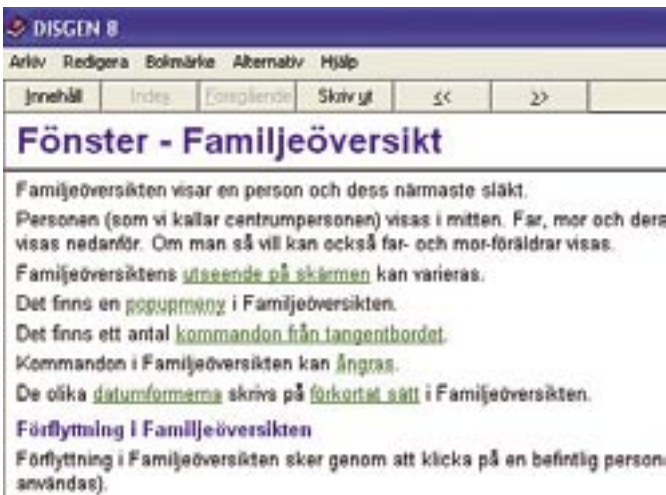 DISGEN 8
Arkiv Redigera Bokmärke Alternativ Hjälp
Innehåll Index Föregående Skriv ut << >>
Fönster - Familjeöversikt
Familjeöversikten visar en person och dess närmaste släkt.
Personen (som vi kallar centrumpersonen) visas i mitten. Far, mor och dera
visas nedanför. Om man så vill kan också far- och mor-föräldrar visas.
Familjeöversiktens utseende på skärmen kan varieras.
Det finns en popupmeny i Familjeöversikten.
Det finns ett antal kommandon från tangentbordet.
Kommandon i Familjeöversikten kan ångras.
De olika datumformerna skrivs på förkortat sätt i Familjeöversikten.
Förflyttning i Familjeöversikten
Förflyttning i Familjeöversikten sker genom att klicka på en befintlig person
användas).